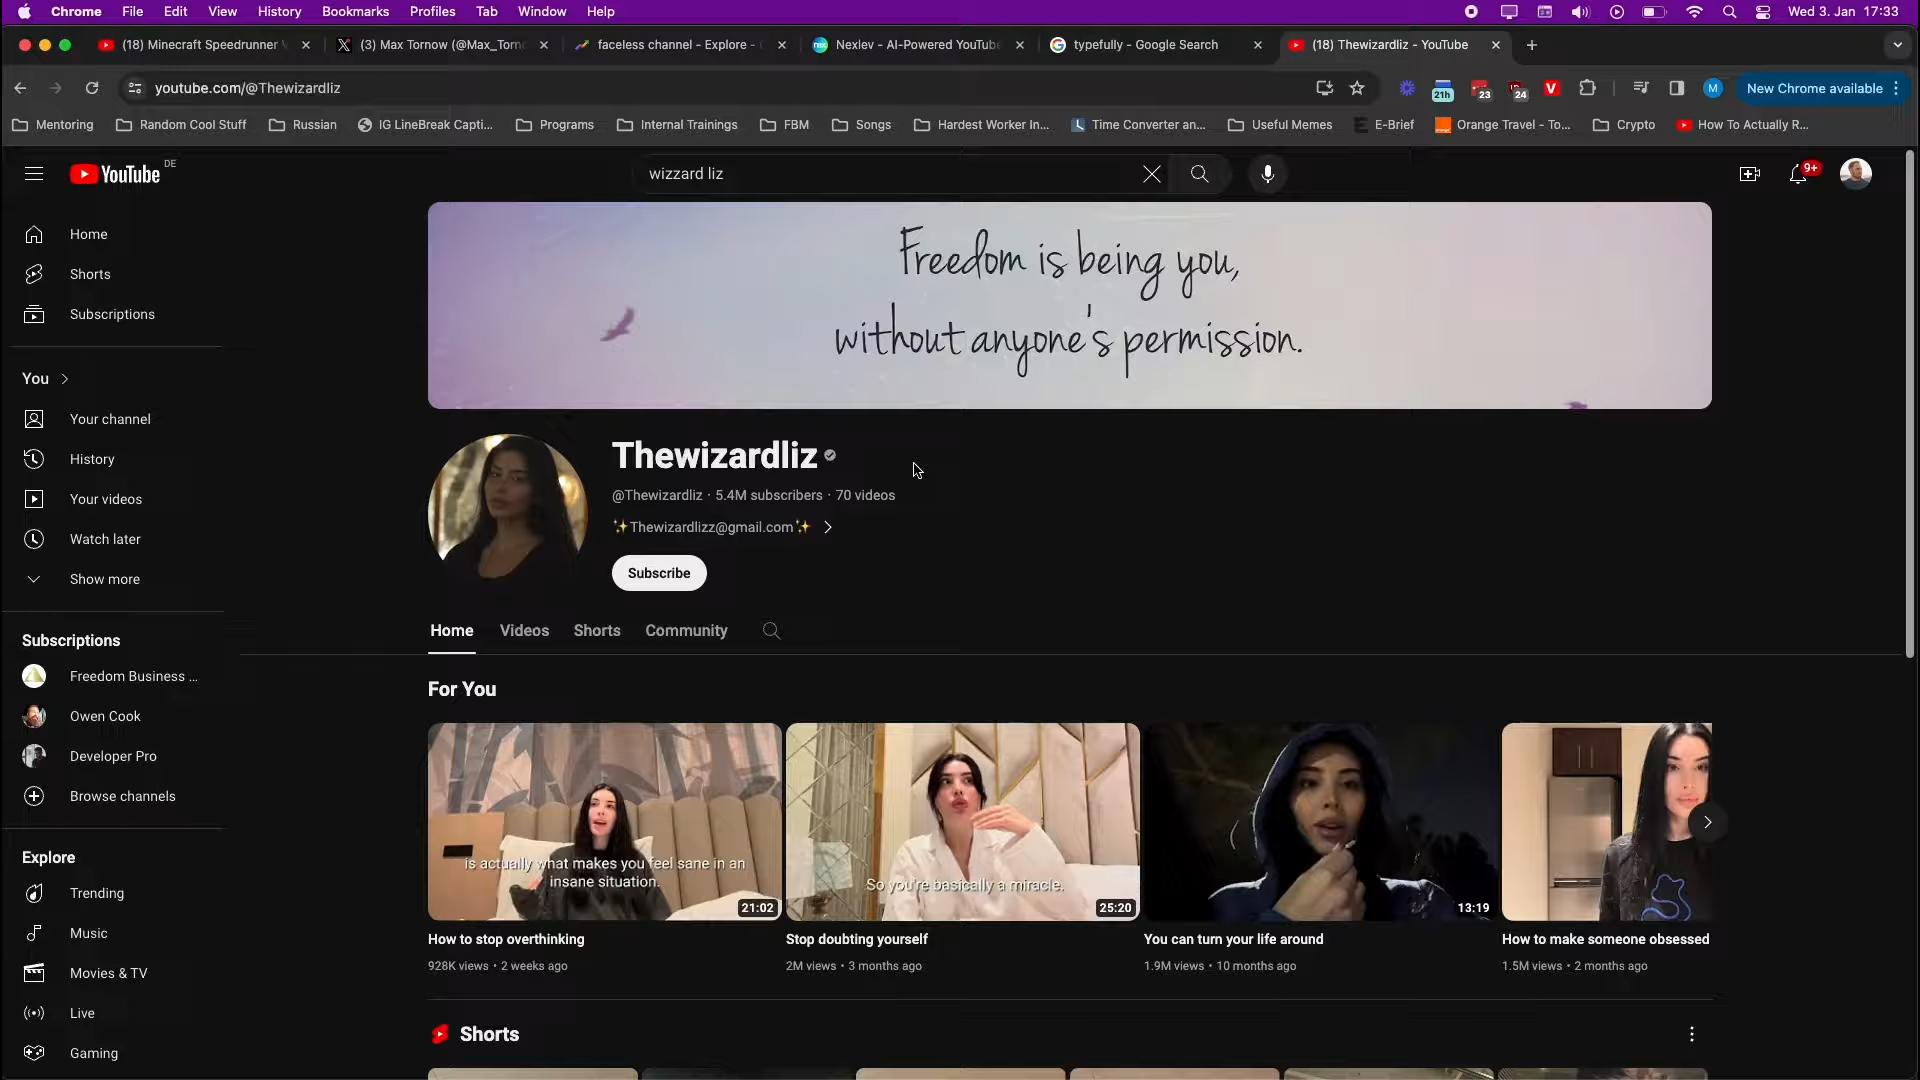 Chrome File Edit View History Bookmarks Profiles Tab Window Help Wed 3. Jan 17:33
(18) Minecraft Speedrunner (3) Max Tornow (@Max_Torn faceless channel - Explore - Nexlev - AI-Powered YouTube typefully - Google Search (18) Thewizardliz - YouTube
youtube.com/@Thewizardliz 21h 23 24 V M New Chrome available
Mentoring Random Cool Stuff Russian IG LineBreak Capti... Programs Internal Trainings FBM Songs Hardest Worker In... Time Converter an... Useful Memes E-Brief Orange Travel - To... Crypto How To Actually R...
YouTube DE wizzard liz 9+
Home
Shorts
Subscriptions
You
Your channel
History
Your videos
Watch later
Show more
Subscriptions
Freedom Business ...
Owen Cook
Developer Pro
Browse channels
Explore
Trending
Music
Movies & TV
Live
Gaming
Freedom is being you,
without anyone's permission.
Thewizardliz
@Thewizardliz · 5.4M subscribers · 70 videos
✨Thewizardlizz@gmail.com✨
Subscribe
Home Videos Shorts Community
For You
is actually what makes you feel sane in an
insane situation.
21:02
So you're basically a miracle.
25:20
13:19
How to stop overthinking
928K views • 2 weeks ago
Stop doubting yourself
2M views • 3 months ago
You can turn your life around
1.9M views • 10 months ago
How to make someone obsessed
1.5M views • 2 months ago
Shorts